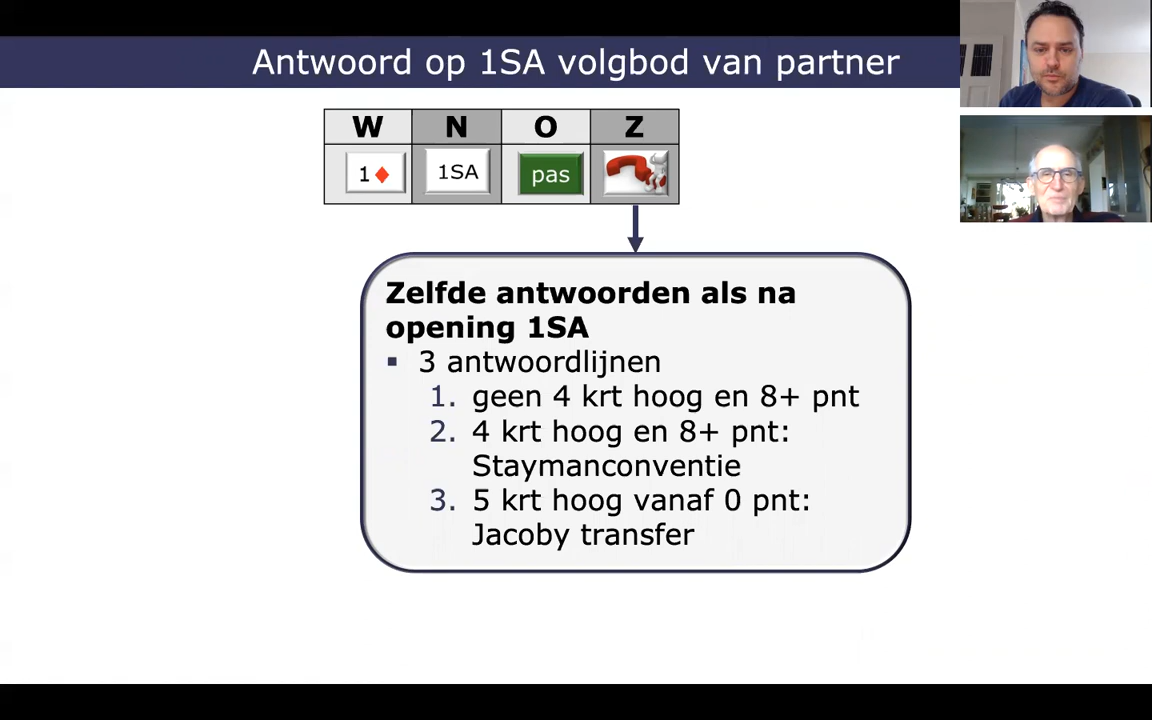 Antwoord op 1SA volgbod van partner
W N O Z
1♦ 1SA pas
Zelfde antwoorden als na
opening 1SA
▪ 3 antwoordlijnen
1. geen 4 krt hoog en 8+ pnt
2. 4 krt hoog en 8+ pnt:
Staymanconventie
3. 5 krt hoog vanaf 0 pnt:
Jacoby transfer